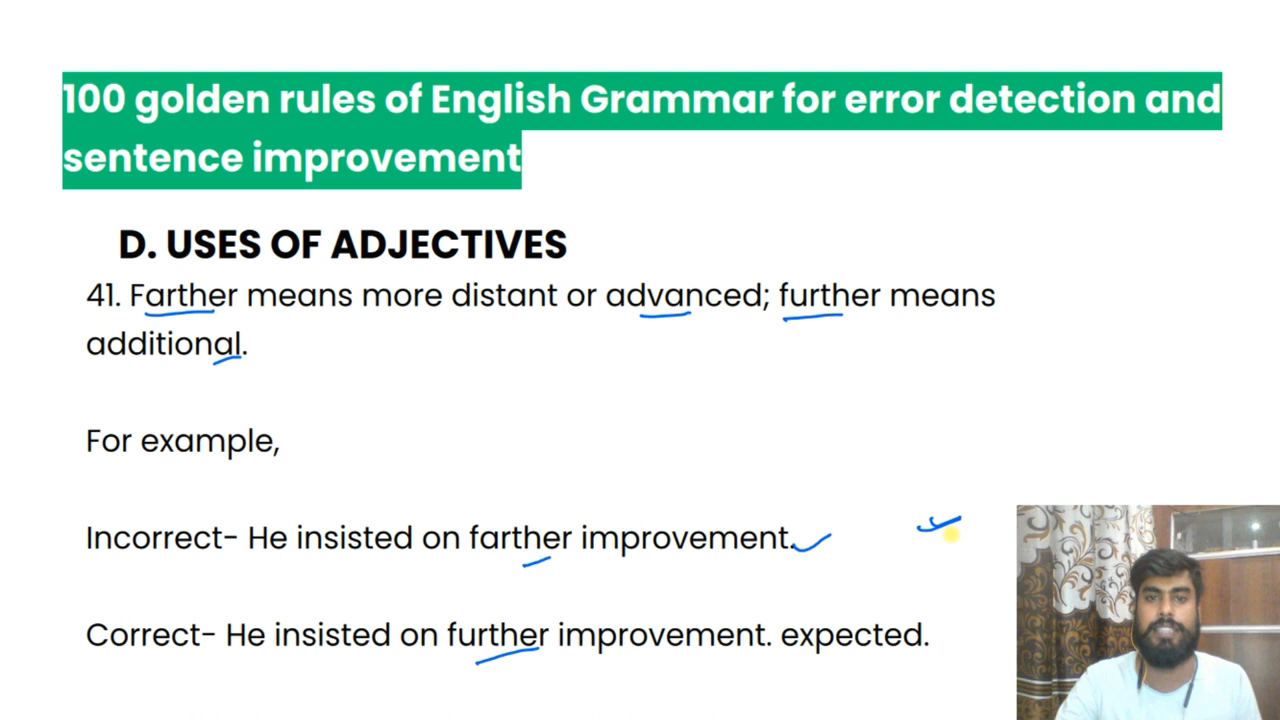 100 golden rules of English Grammar for error detection and
sentence improvement
D. USES OF ADJECTIVES
41. Farther means more distant or advanced; further means
additional.
For example,
Incorrect- He insisted on farther improvement.
Correct- He insisted on further improvement. expected.